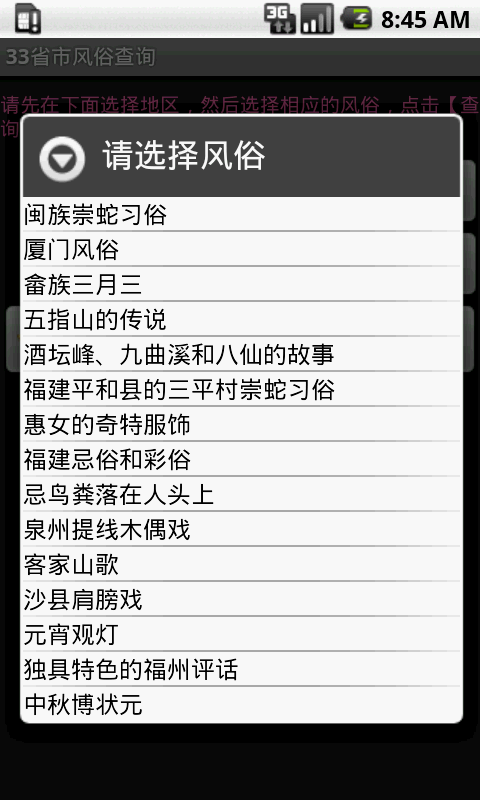 3G
8:45 AM
33省市风俗查询
请先在下面选择地区，然后选择相应的风俗，点击【查
询
请选择风俗
闽族崇蛇习俗
厦门风俗
畲族三月三
五指山的传说
酒坛峰、九曲溪和八仙的故事
福建平和县的三平村崇蛇习俗
惠女的奇特服饰
福建忌俗和彩俗
忌鸟粪落在人头上
泉州提线木偶戏
客家山歌
沙县肩膀戏
元宵观灯
独具特色的福州评话
中秋博状元